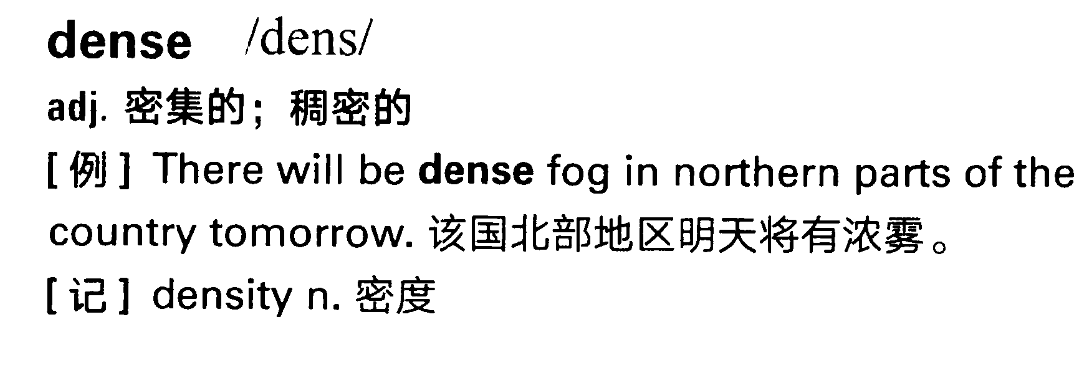 dense /dens/
adj. 密集的；稠密的
[例] There will be dense fog in northern parts of the
country tomorrow. 该国北部地区明天将有浓雾。
[记] density n. 密度